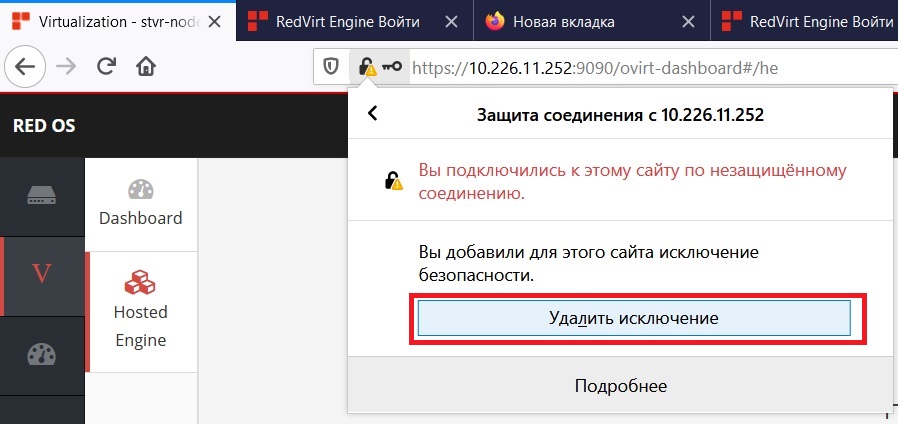 Virtualization - stvr-node
RedVirt Engine Войти
Новая вкладка
RedVirt Engine Войти
https://10.226.11.252:9090/ovirt-dashboard#/he
RED OS
Защита соединения с 10.226.11.252
Вы подключились к этому сайту по незащищённому
соединению.
Dashboard
Вы добавили для этого сайта исключение
безопасности.
V
Hosted
Engine
Удалить исключение
Подробнее